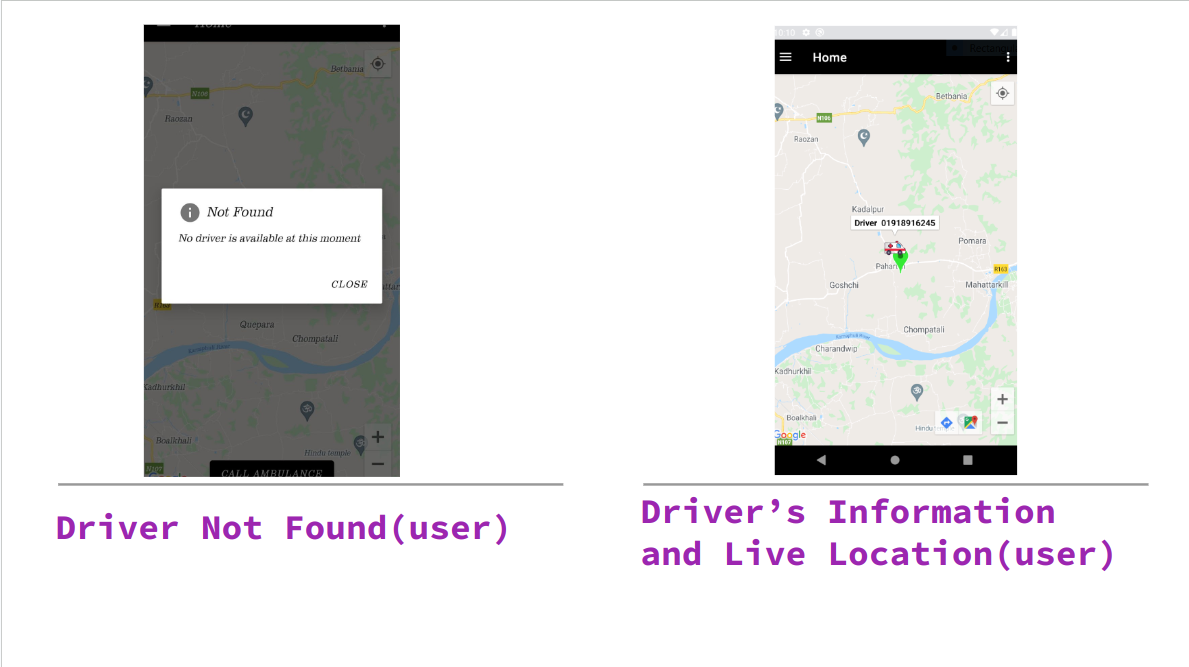 Home
Betbania
N106
Raozan
Not Found
No driver is available at this moment
CLOSE
Quepara
Chompatali
Kadhurkhil
Boalkhali
Hindu temple
N107
CALL AMBULANCE
Driver Not Found(user)
Home
Betbania
N106
Raozan
Kadalpur
Driver 01918916245
Pomara
R163
Goshchi
Mahattarkill
Chompatali
Charandwip
Kadhurkhil
Boalkhali
Google
N107
Driver’s Information
and Live Location(user)